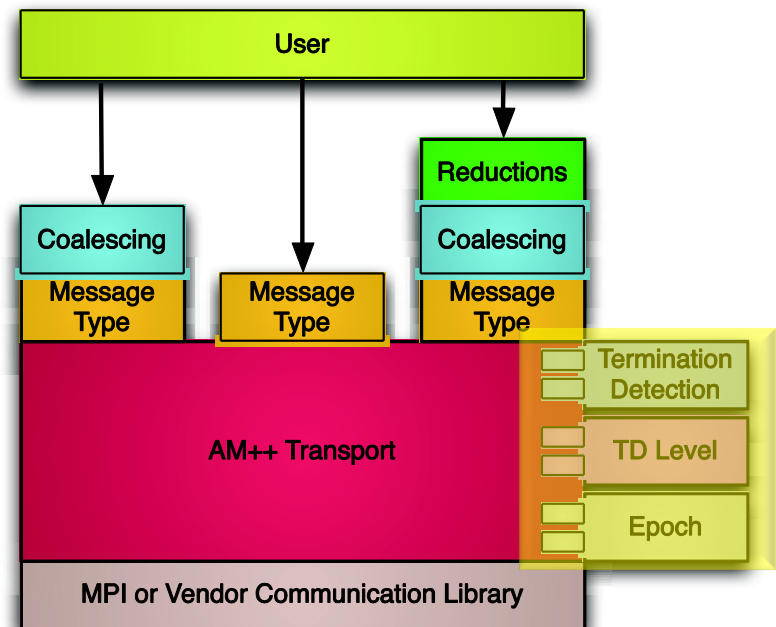 User
Reductions
Coalescing
Coalescing
Message
Type
Message
Type
Message
Type
Termination
Detection
AM++ Transport
TD Level
Epoch
MPI or Vendor Communication Library